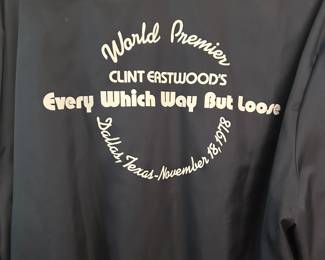 World Premier
CLINT EASTWOOD'S
Every Which Way But Loose
Dallas, Texas-November 18, 1978